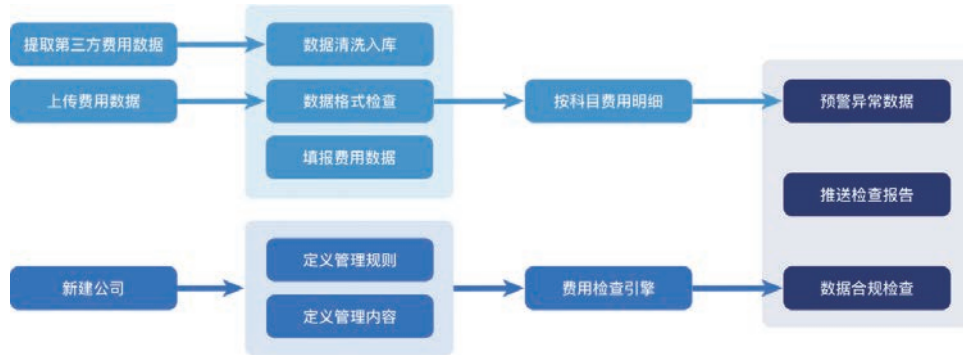 提取第三方费用数据
数据清洗入库
上传费用数据
数据格式检查
按科目费用明细
预警异常数据
填报费用数据
推送检查报告
定义管理规则
新建公司
费用检查引擎
数据合规检查
定义管理内容